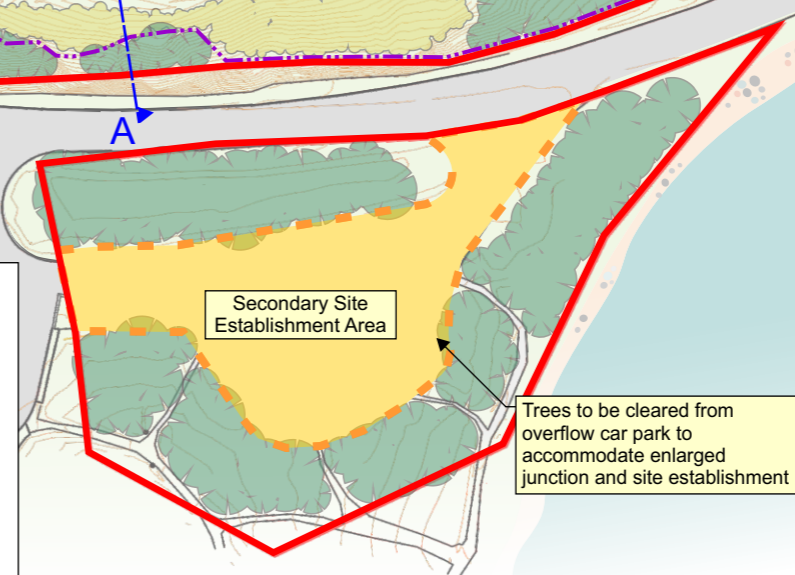 A
Secondary Site
Establishment Area
Trees to be cleared from
overflow car park to
accommodate enlarged
junction and site establishment